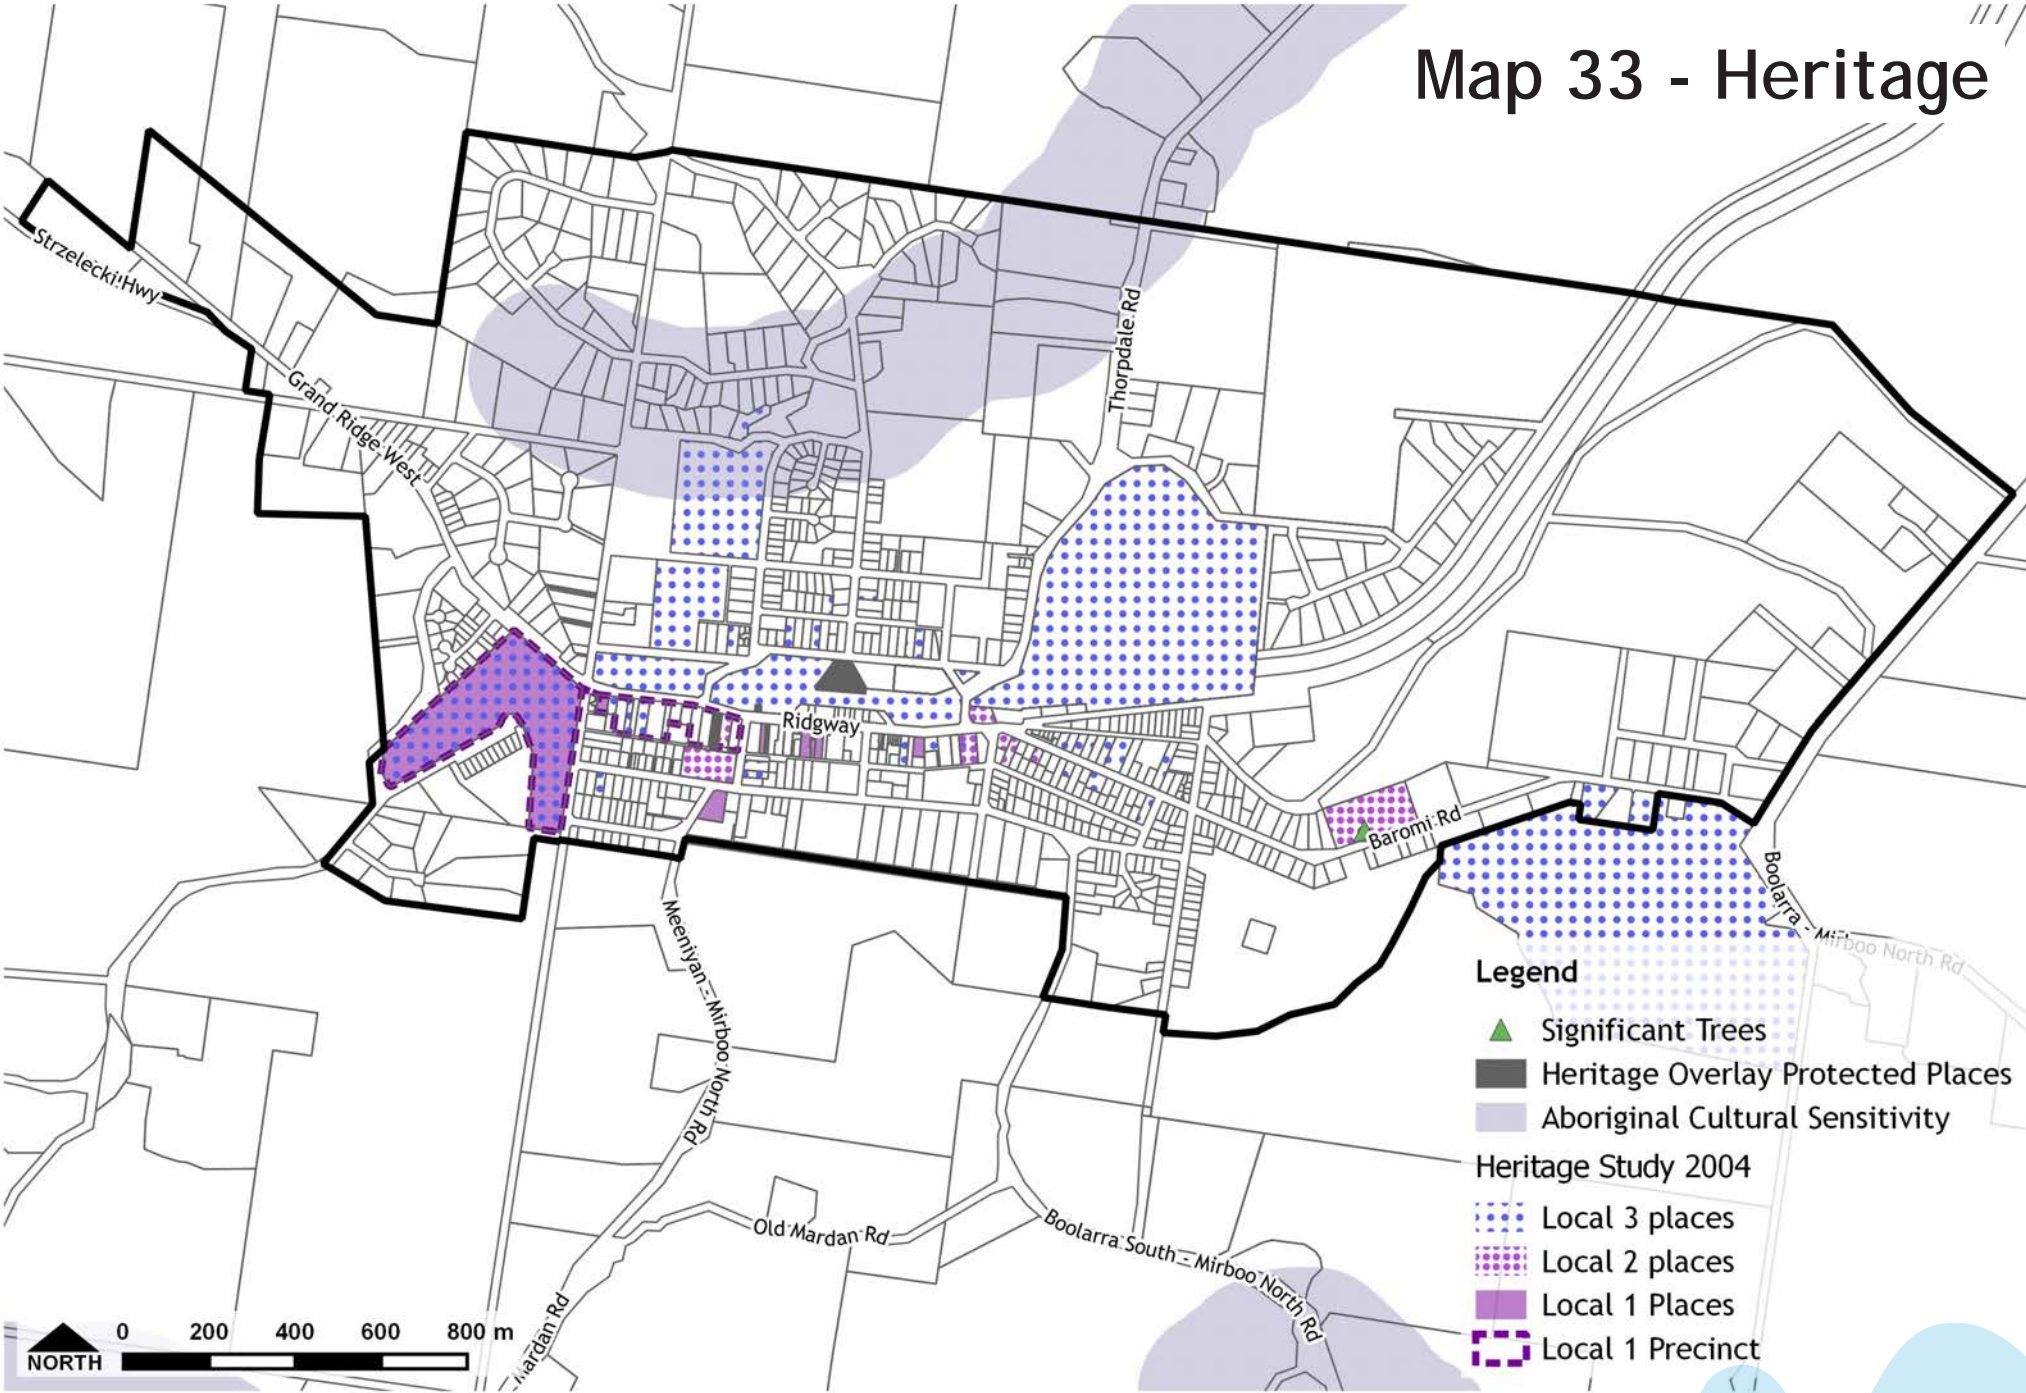 Map 33 - Heritage
Strzelecki Hwy
Grand Ridge West
Thorpdale Rd
Ridgway
Baromi Rd
Boolarra - Mirboo North Rd
Meeniyan - Mirboo North Rd
Old Mardan Rd
Boolarra South - Mirboo North Rd
Mardan Rd
Legend
Significant Trees
Heritage Overlay Protected Places
Aboriginal Cultural Sensitivity
Heritage Study 2004
Local 3 places
Local 2 places
Local 1 Places
Local 1 Precinct
0 200 400 600 800 m
NORTH